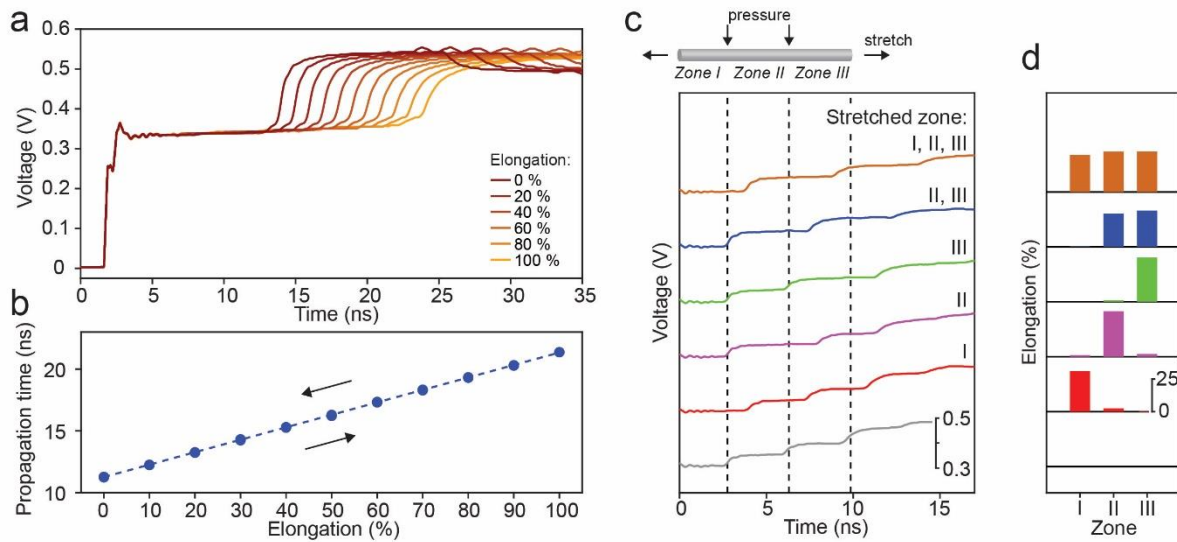 a
0.6
0.5
0.4
0.3
0.2
0.1
0
Voltage (V)
Elongation:
0 %
20 %
40 %
60 %
80 %
100 %
0
5
10
15
20
25
30
35
Time (ns)
b
Propagation time (ns)
20
15
10
0
10
20
30
40
50
60
70
80
90
100
Elongation (%)
c
pressure
stretch
Zone I
Zone II
Zone III
Stretched zone:
I, II, III
II, III
III
II
I
0.5
0.3
Voltage (V)
0
5
10
15
Time (ns)
d
Elongation (%)
25
0
I
II
III
Zone